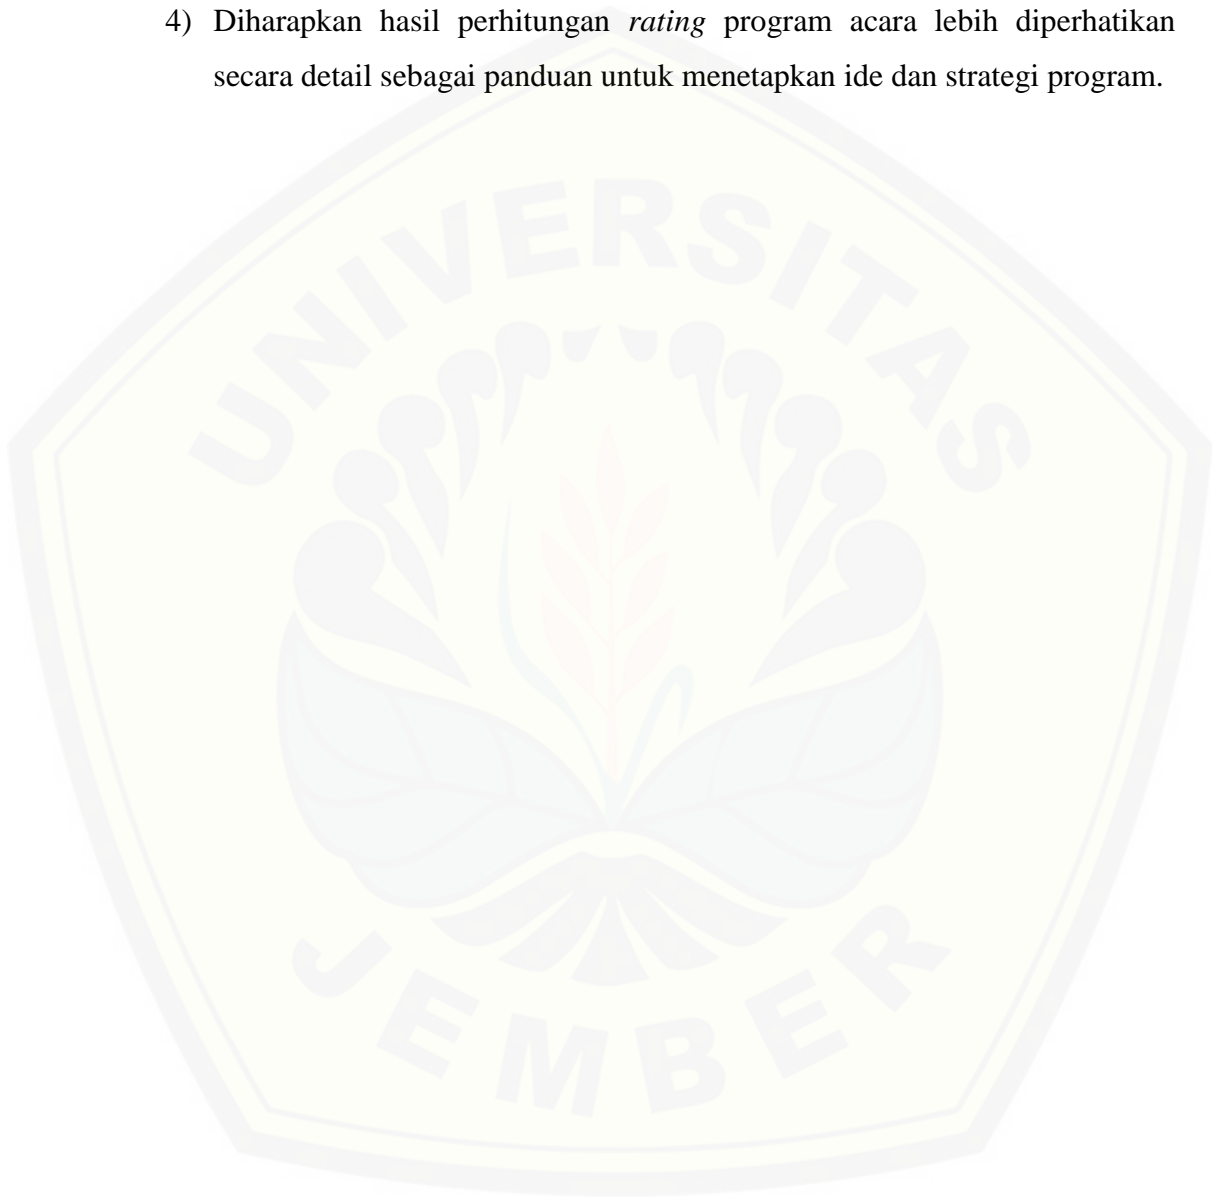 4) Diharapkan hasil perhitungan rating program acara lebih diperhatikan
secara detail sebagai panduan untuk menetapkan ide dan strategi program.
UNIVERSITAS
JEMBER